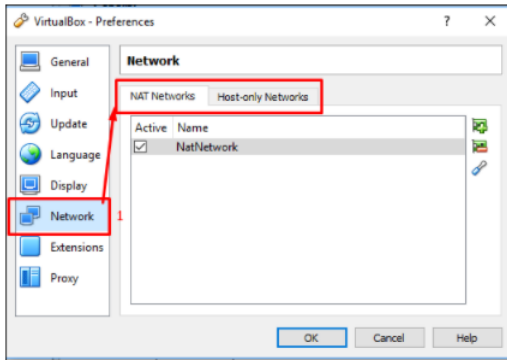 VirtualBox - Preferences
?
General
Input
Update
Language
Display
Network
Extensions
Proxy
1
Network
NAT Networks
Host-only Networks
Active Name
NatNetwork
OK
Cancel
Help